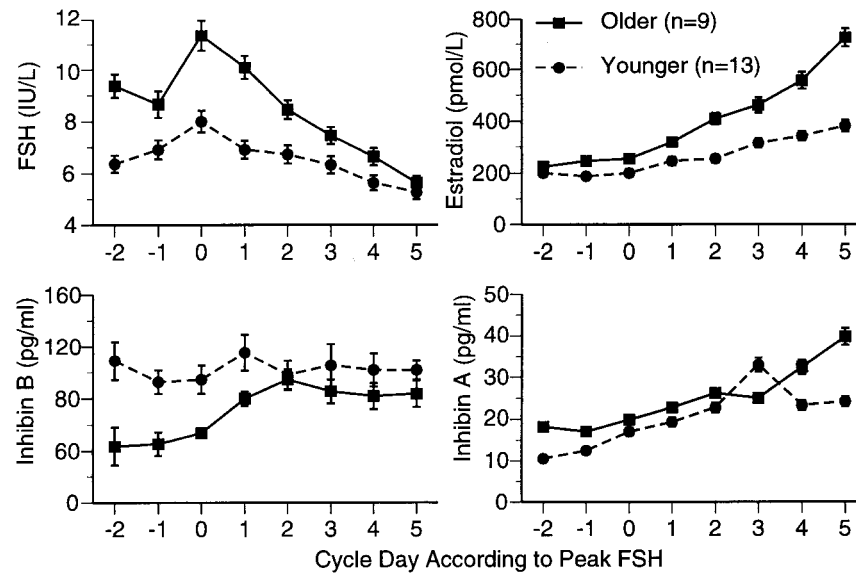 12
10
8
6
4
FSH (IU/L)
-2 -1 0 1 2 3 4 5
800
600
400
200
0
Estradiol (pmol/L)
Older (n=9)
Younger (n=13)
-2 -1 0 1 2 3 4 5
160
120
80
60
0
Inhibin B (pg/ml)
-2 -1 0 1 2 3 4 5
50
40
30
20
10
0
Inhibin A (pg/ml)
-2 -1 0 1 2 3 4 5
Cycle Day According to Peak FSH